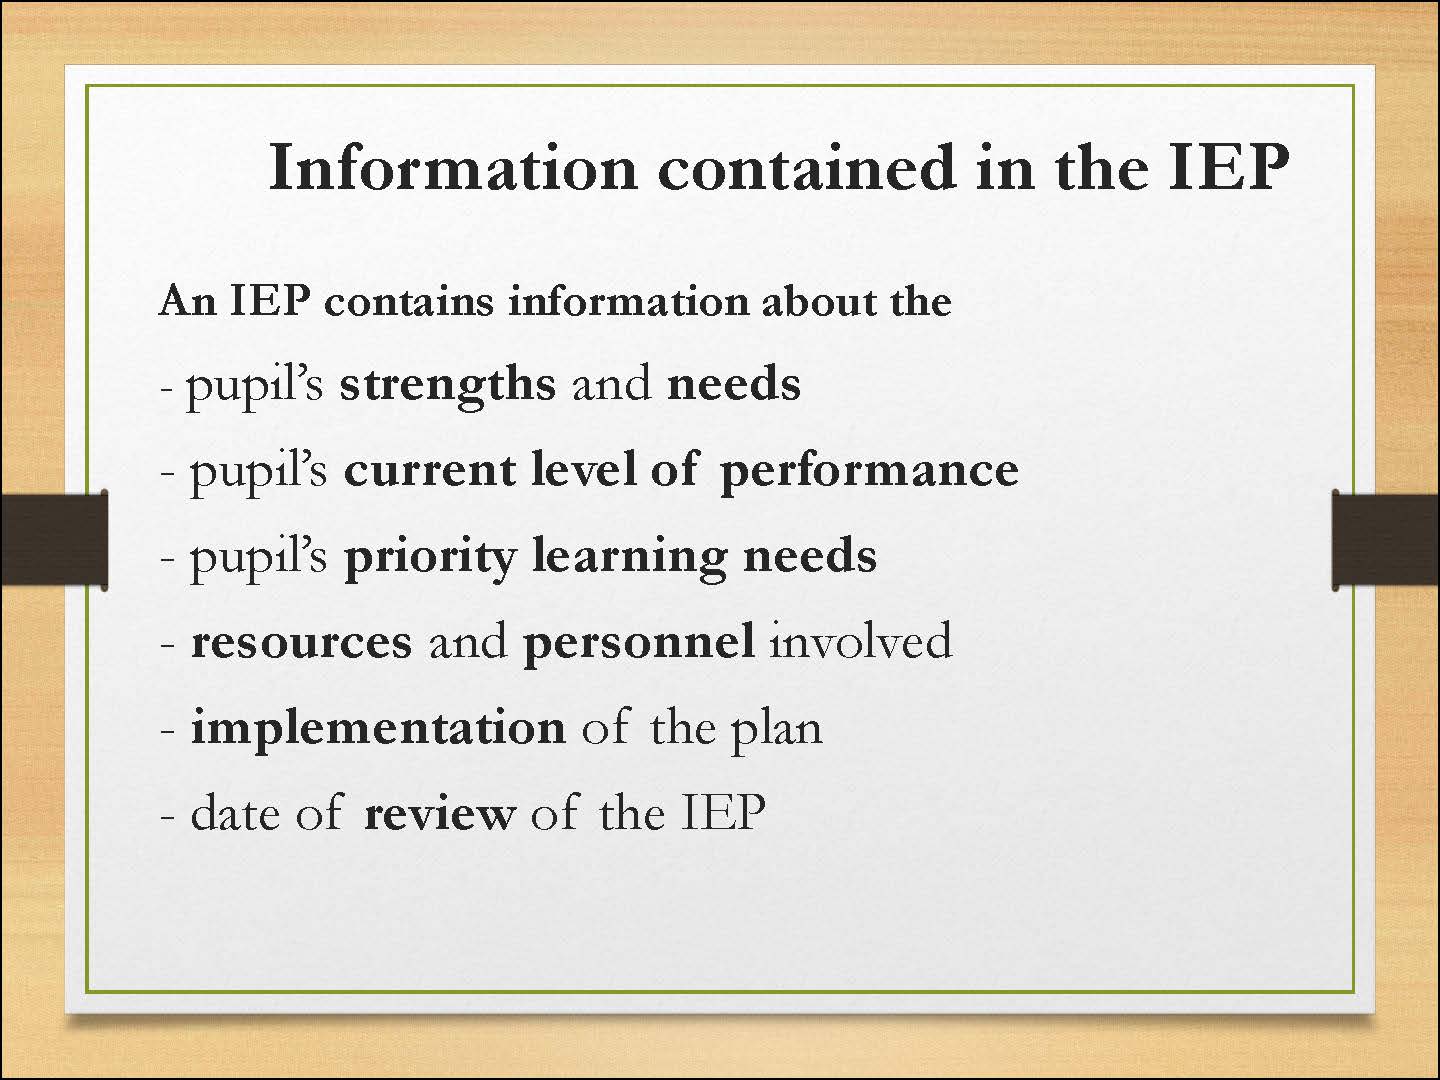 Information contained in the IEP
An IEP contains information about the
- pupil’s strengths and needs
- pupil’s current level of performance
- pupil’s priority learning needs
- resources and personnel involved
- implementation of the plan
- date of review of the IEP